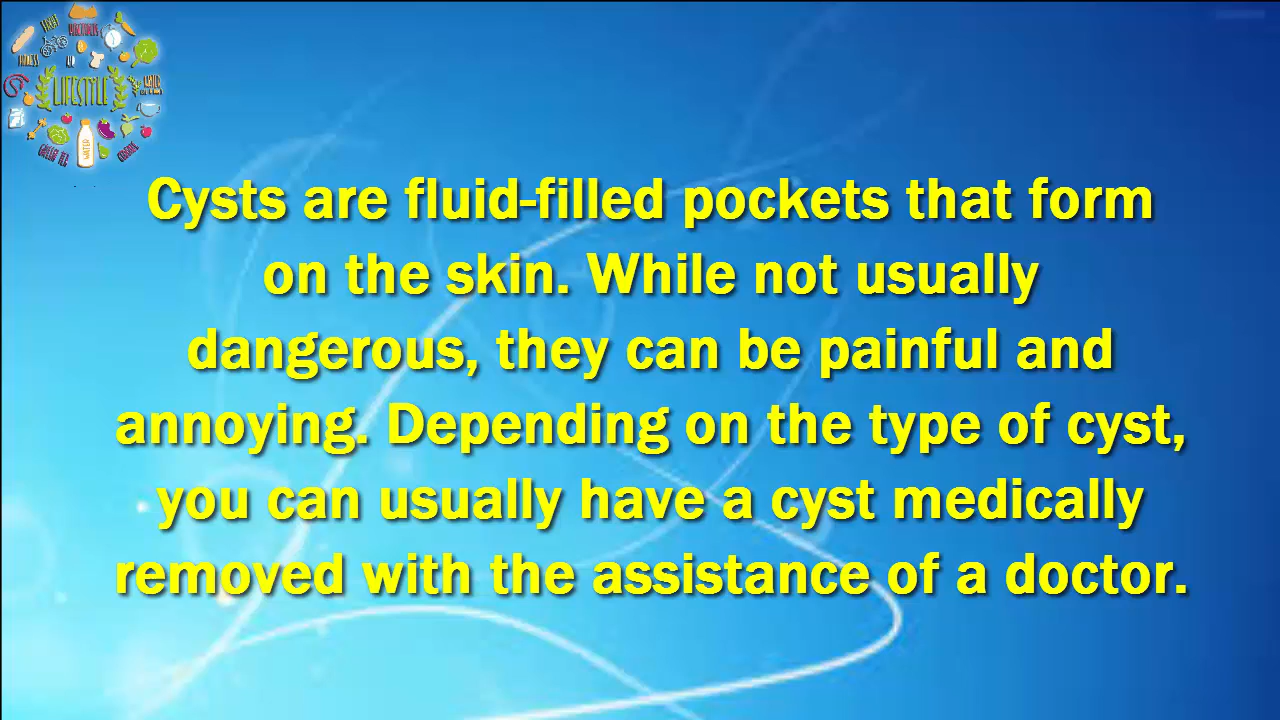 LIFESTYLE
WATER
Cysts are fluid-filled pockets that form
on the skin. While not usually
dangerous, they can be painful and
annoying. Depending on the type of cyst,
you can usually have a cyst medically
removed with the assistance of a doctor.